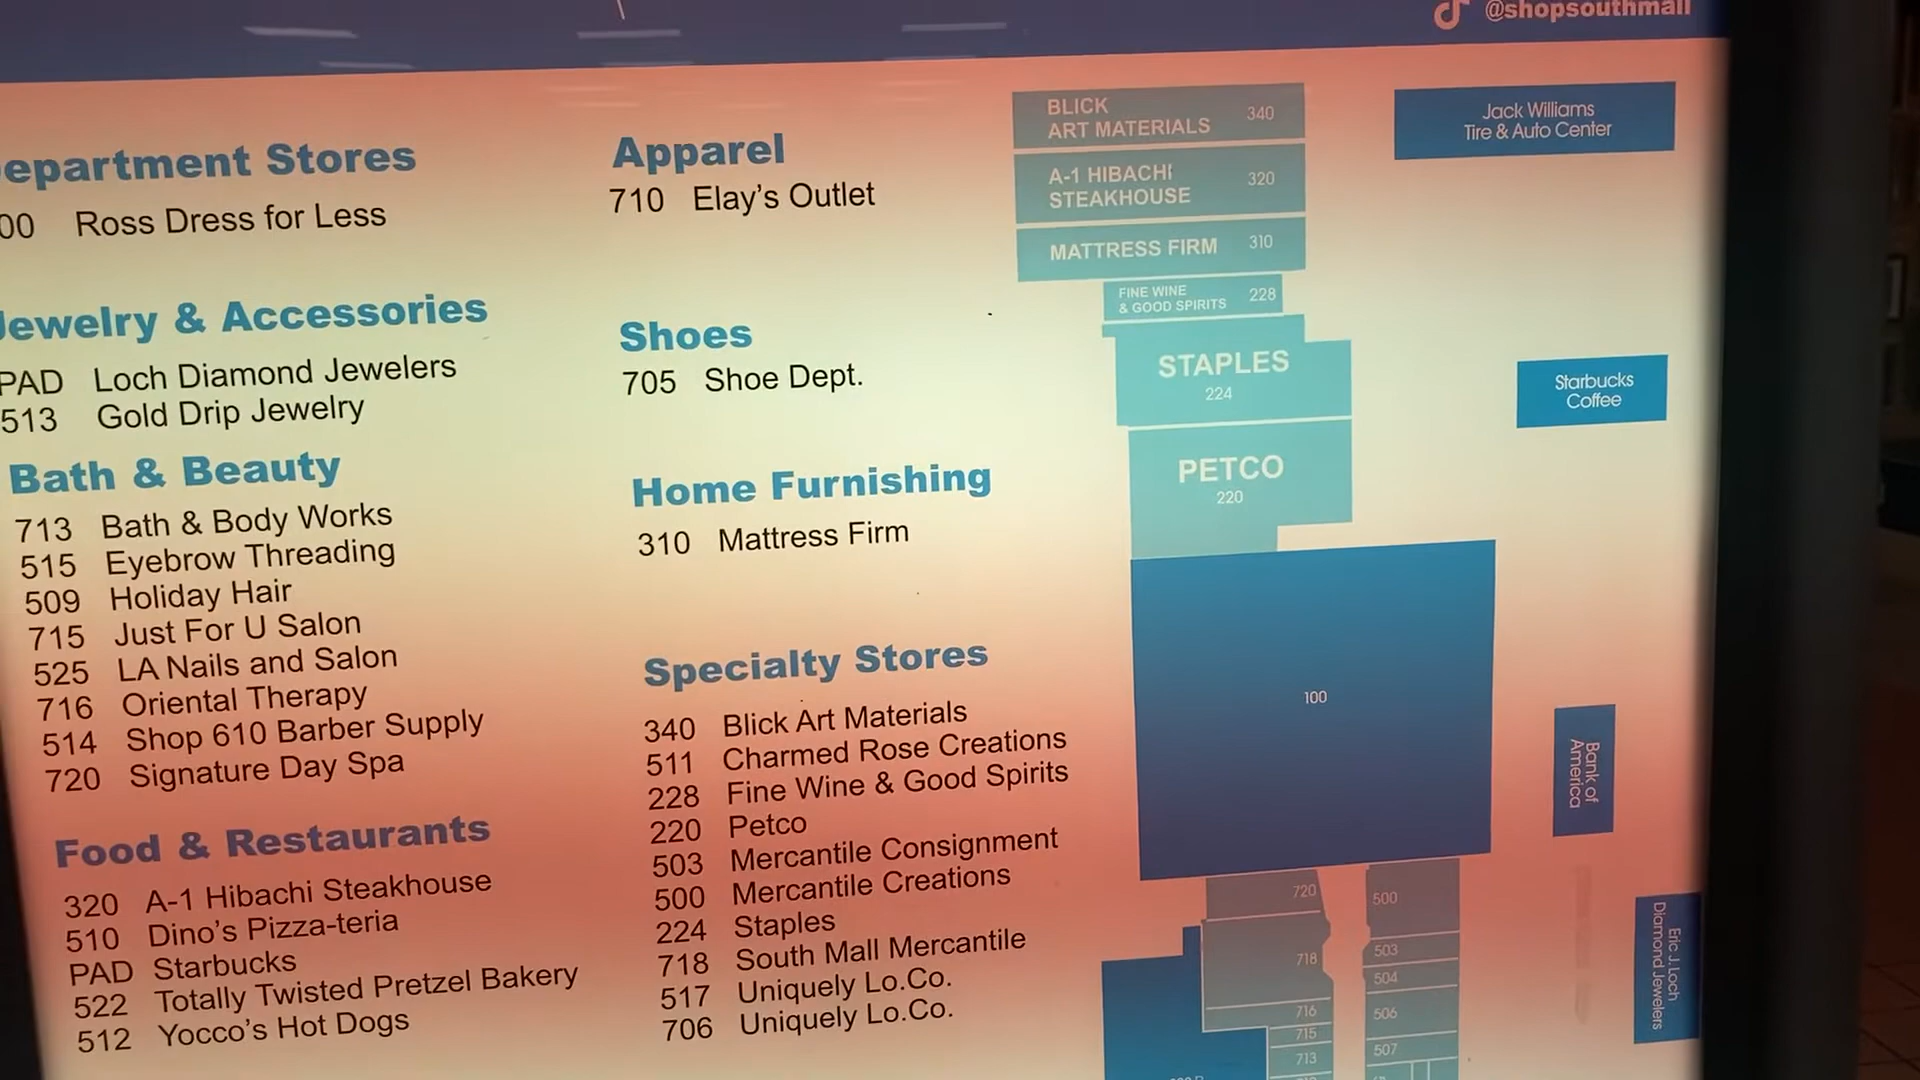 @shopsouthmall
epartment Stores
00 Ross Dress for Less
Jewelry & Accessories
PAD Loch Diamond Jewelers
513 Gold Drip Jewelry
Bath & Beauty
713 Bath & Body Works
515 Eyebrow Threading
509 Holiday Hair
715 Just For U Salon
525 LA Nails and Salon
716 Oriental Therapy
514 Shop 610 Barber Supply
720 Signature Day Spa
Food & Restaurants
320 A-1 Hibachi Steakhouse
510 Dino's Pizza-teria
PAD Starbucks
522 Totally Twisted Pretzel Bakery
512 Yocco's Hot Dogs
Apparel
710 Elay's Outlet
Shoes
705 Shoe Dept.
Home Furnishing
310 Mattress Firm
Specialty Stores
340 Blick Art Materials
511 Charmed Rose Creations
228 Fine Wine & Good Spirits
220 Petco
503 Mercantile Consignment
500 Mercantile Creations
224 Staples
718 South Mall Mercantile
517 Uniquely Lo.Co.
706 Uniquely Lo.Co.
BLICK
ART MATERIALS 340
A-1 HIBACHI
STEAKHOUSE 320
MATTRESS FIRM 310
FINE WINE
& GOOD SPIRITS 228
STAPLES
224
PETCO
220
100
720
718
716
715
713
500
503
504
506
507
Jack Williams
Tire & Auto Center
Starbucks
Coffee
Bank of
America
Eric J. Loch
Diamond Jewelers